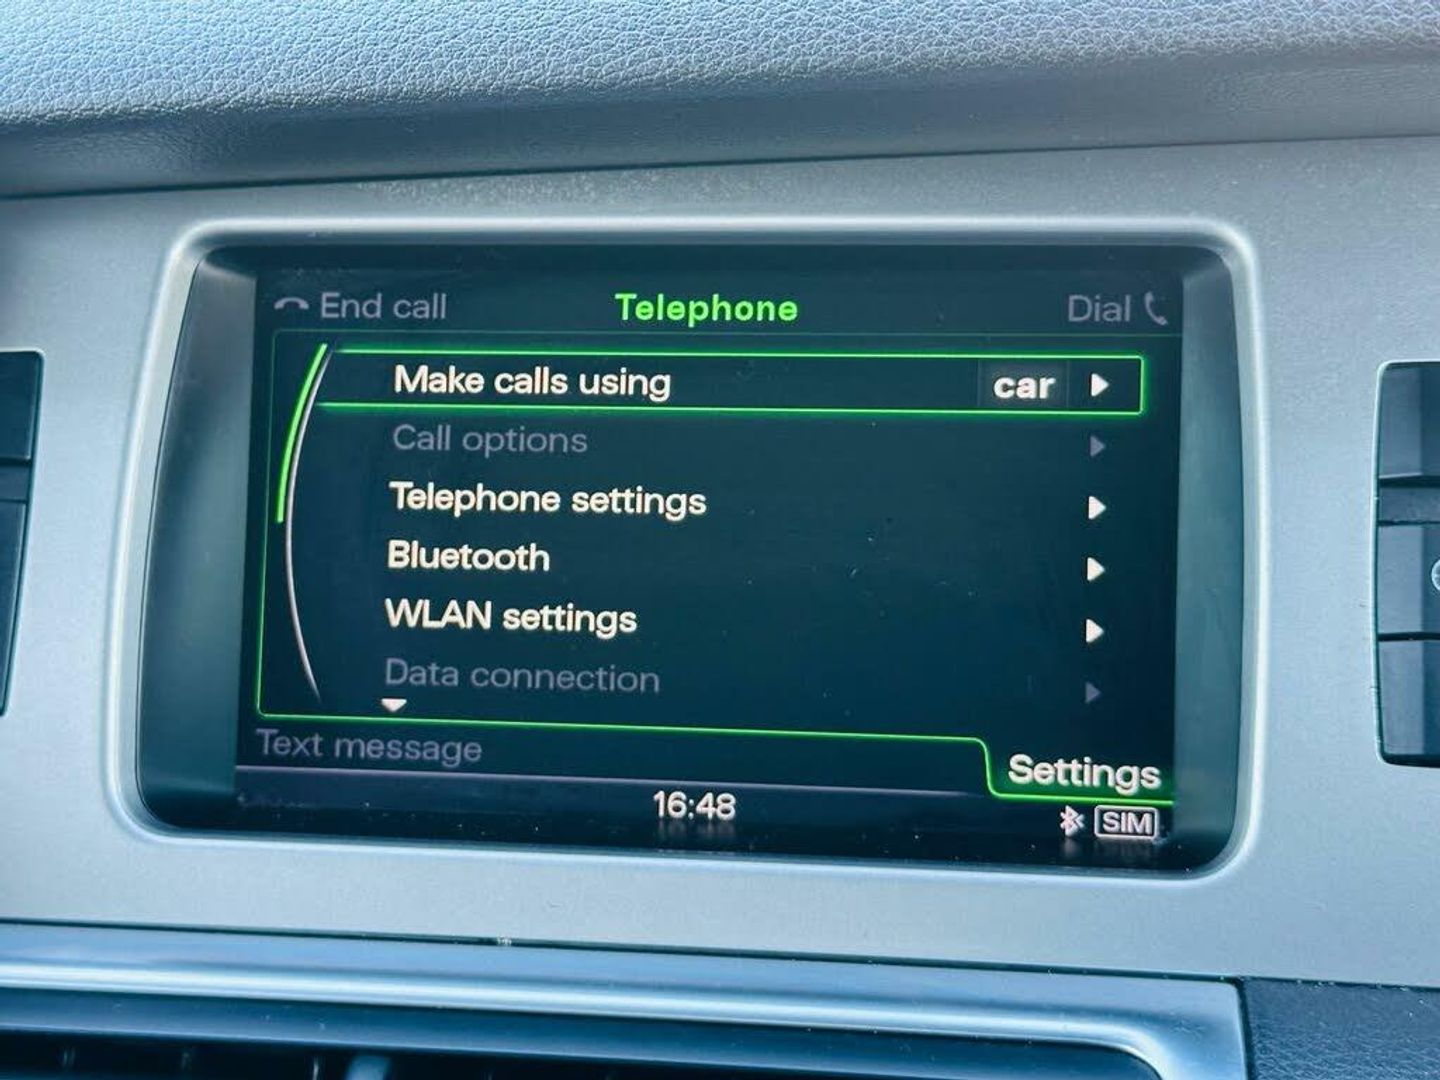 End call Telephone Dial
Make calls using car
Call options
Telephone settings
Bluetooth
WLAN settings
Data connection
Text message Settings
16:48 SIM